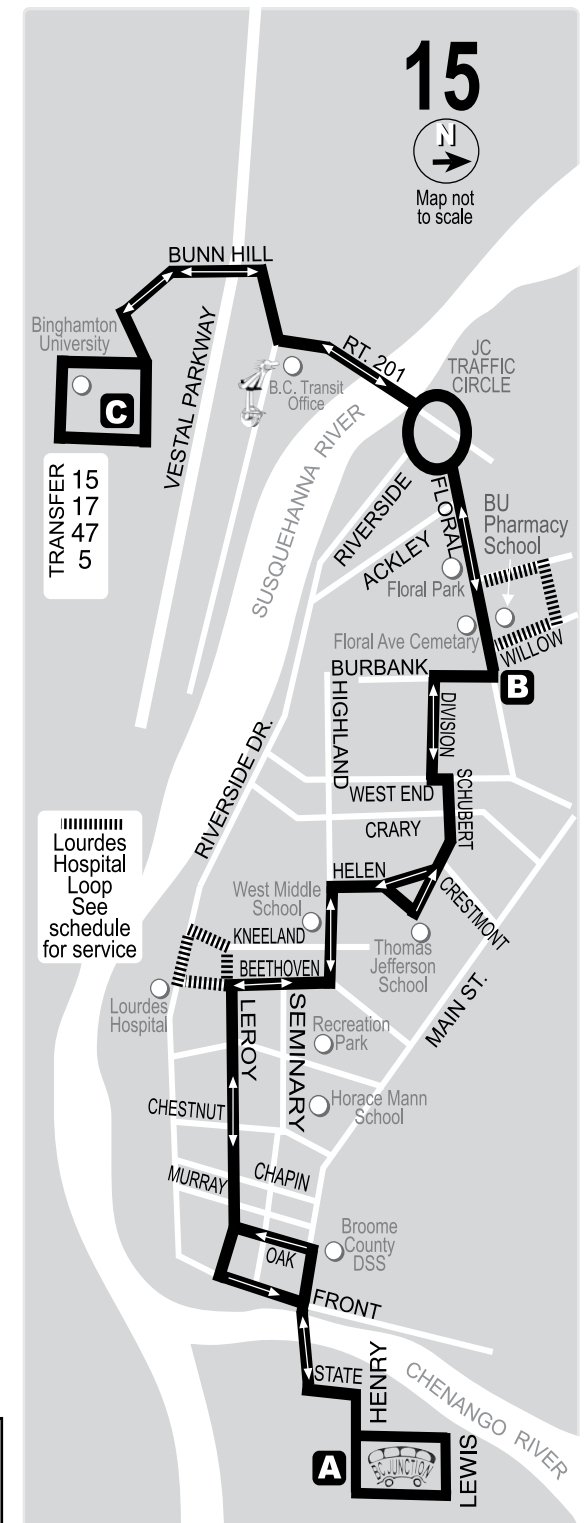 15
N
Map not
to scale
BUNN HILL
Binghamton
University
C
TRANSFER
15
17
47
5
VESTAL PARKWAY
B.C. Transit
Office
RT. 201
JC
TRAFFIC
CIRCLE
SUSQUEHANNA RIVER
RIVERSIDE
ACKLEY
FLORAL
BU
Pharmacy
School
Floral Park
Floral Ave Cemetary
WILLOW
BURBANK
B
HIGHLAND
DIVISION
RIVERSIDE DR.
WEST END
SCHUBERT
CRARY
HELEN
CRESTMONT
Lourdes
Hospital
Loop
See
schedule
for service
West Middle
School
KNEELAND
Thomas
Jefferson
School
BEETHOVEN
MAIN ST.
Lourdes
Hospital
LEROY
SEMINARY
Recreation
Park
CHESTNUT
Horace Mann
School
MURRAY
CHAPIN
OAK
Broome
County
DSS
FRONT
STATE
HENRY
CHENANGO RIVER
A
BC JUNCTION
LEWIS